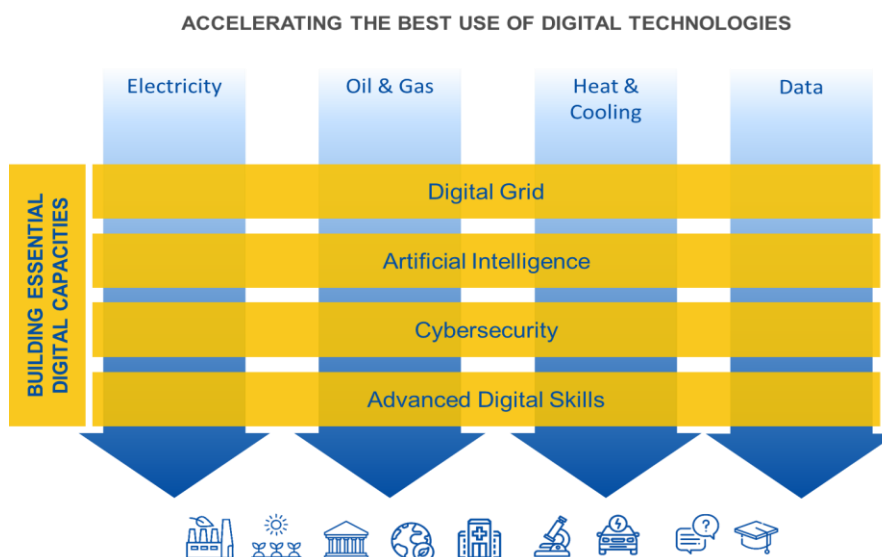 ACCELERATING THE BEST USE OF DIGITAL TECHNOLOGIES
Electricity
Oil & Gas
Heat &
Cooling
Data
BUILDING ESSENTIAL
DIGITAL CAPACITIES
Digital Grid
Artificial Intelligence
Cybersecurity
Advanced Digital Skills
?